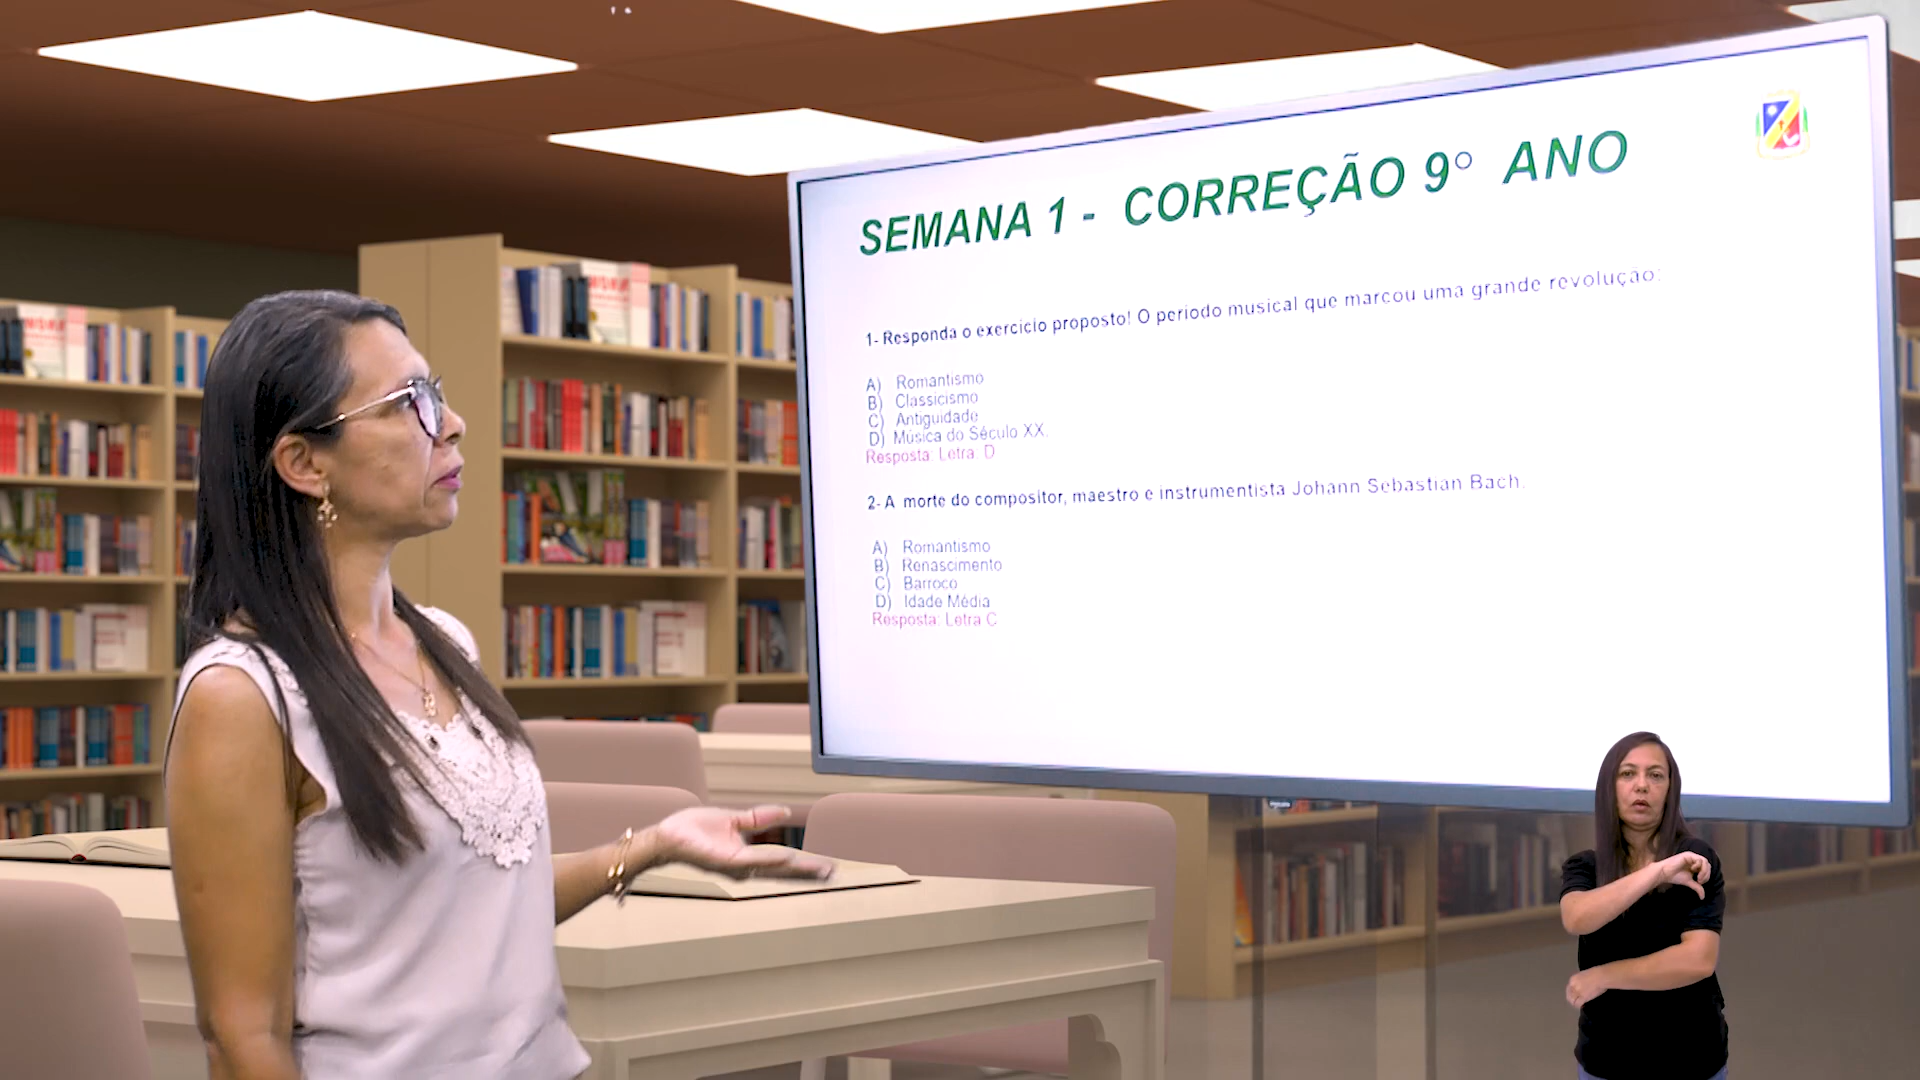 SEMANA 1 - CORREÇÃO 9° ANO
1- Responda o exercício proposto! O período musical que marcou uma grande revolução:
A) Romantismo
B) Classicismo
C) Antiguidade
D) Música do Século XX.
Resposta: Letra: D
2- A morte do compositor, maestro e instrumentista Johann Sebastian Bach.
A) Romantismo
B) Renascimento
C) Barroco
D) Idade Média
Resposta: Letra C